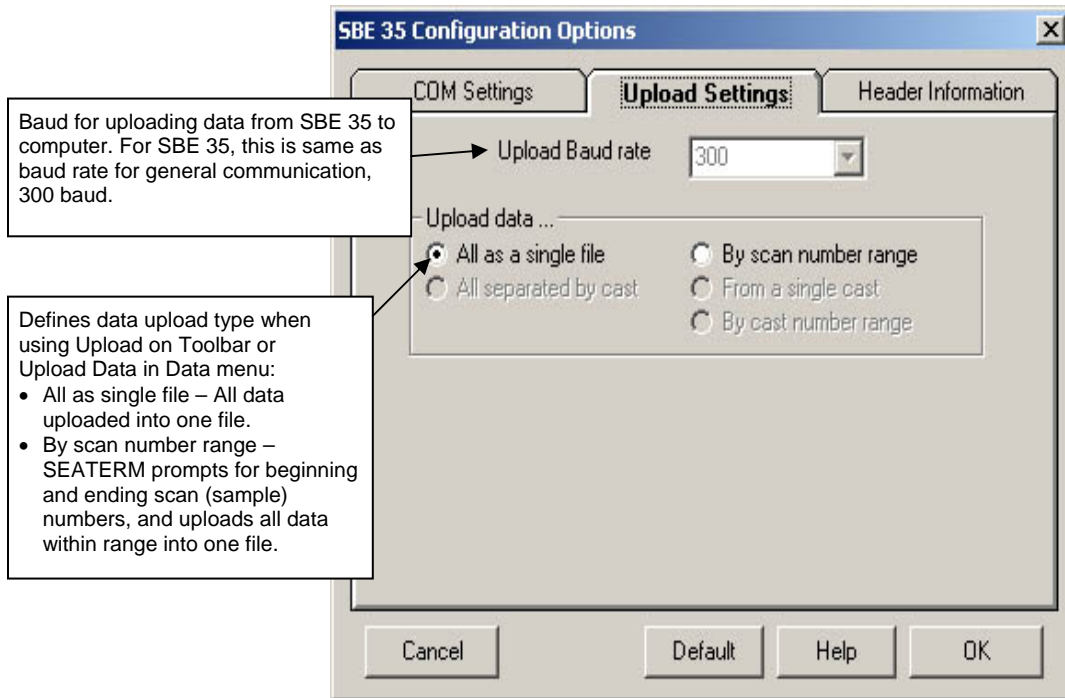 SBE 35 Configuration Options
COM Settings
Upload Settings
Header Information
Baud for uploading data from SBE 35 to
computer. For SBE 35, this is same as
baud rate for general communication,
300 baud.
Upload Baud rate
300
Upload data ...
All as a single file
By scan number range
All separated by cast
From a single cast
By cast number range
Defines data upload type when
using Upload on Toolbar or
Upload Data in Data menu:
• All as single file – All data
uploaded into one file.
• By scan number range –
SEATERM prompts for beginning
and ending scan (sample)
numbers, and uploads all data
within range into one file.
Cancel
Default
Help
OK